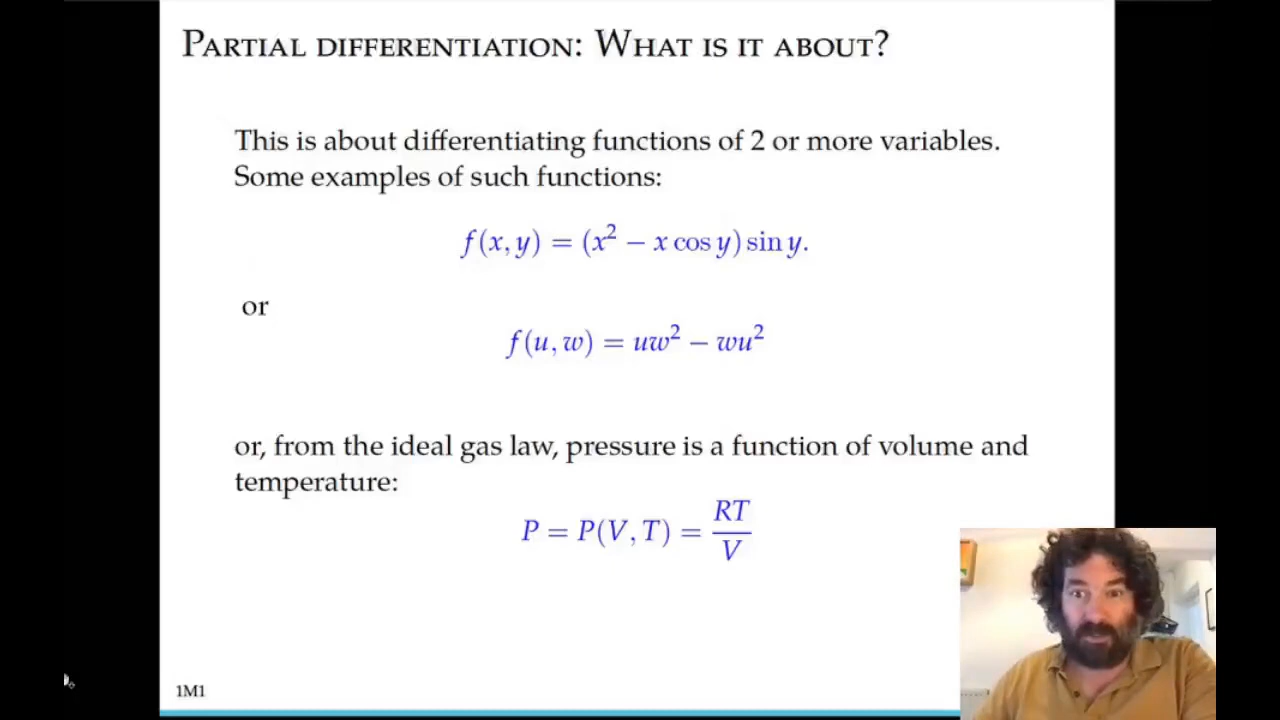 PARTIAL DIFFERENTIATION: WHAT IS IT ABOUT?
This is about differentiating functions of 2 or more variables.
Some examples of such functions:
f(x, y) = (x² − x cos y) sin y.
or
f(u, w) = uw² − wu²
or, from the ideal gas law, pressure is a function of volume and
temperature:
P = P(V, T) = RT/V
1M1